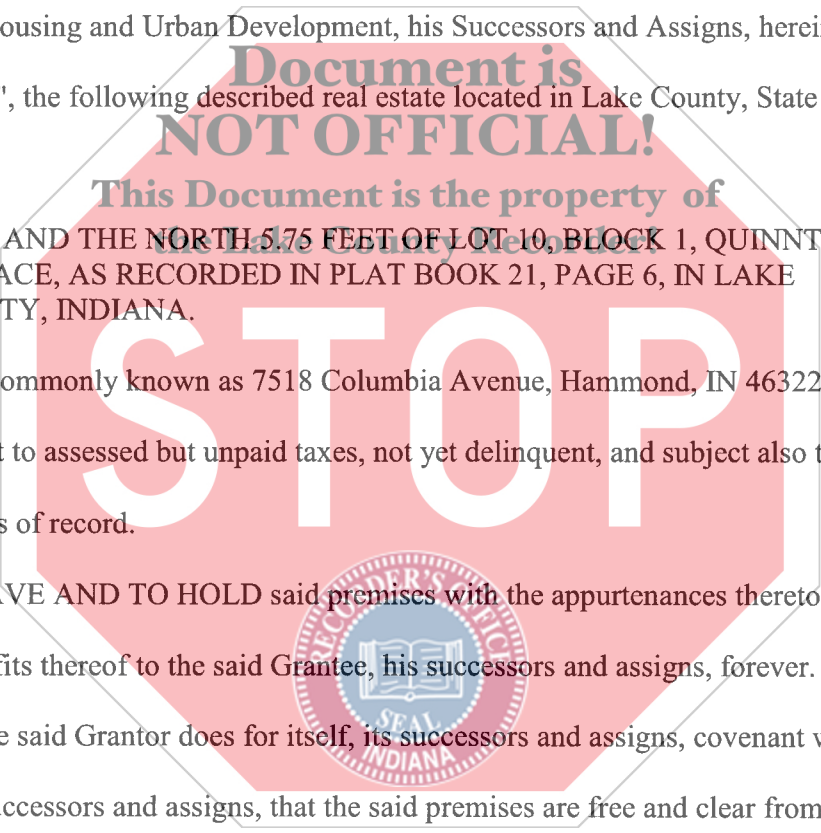 ousing and Urban Development, his Successors and Assigns, herei
Document is
", the following described real estate located in Lake County, State
NOT OFFICIAL!
This Document is the property of
the Lake County Recorder!
AND THE NORTH 5.75 FEET OF LOT 10, BLOCK 1, QUINNT
ACE, AS RECORDED IN PLAT BOOK 21, PAGE 6, IN LAKE
TY, INDIANA.
STOP
ommonly known as 7518 Columbia Avenue, Hammond, IN 46322
t to assessed but unpaid taxes, not yet delinquent, and subject also t
s of record.
VE AND TO HOLD said premises with the appurtenances thereto
fits thereof to the said Grantee, his successors and assigns, forever.
e said Grantor does for itself, its successors and assigns, covenant w
uccessors and assigns, that the said premises are free and clear from
RECORDER'S OFFICE
SEAL
INDIANA